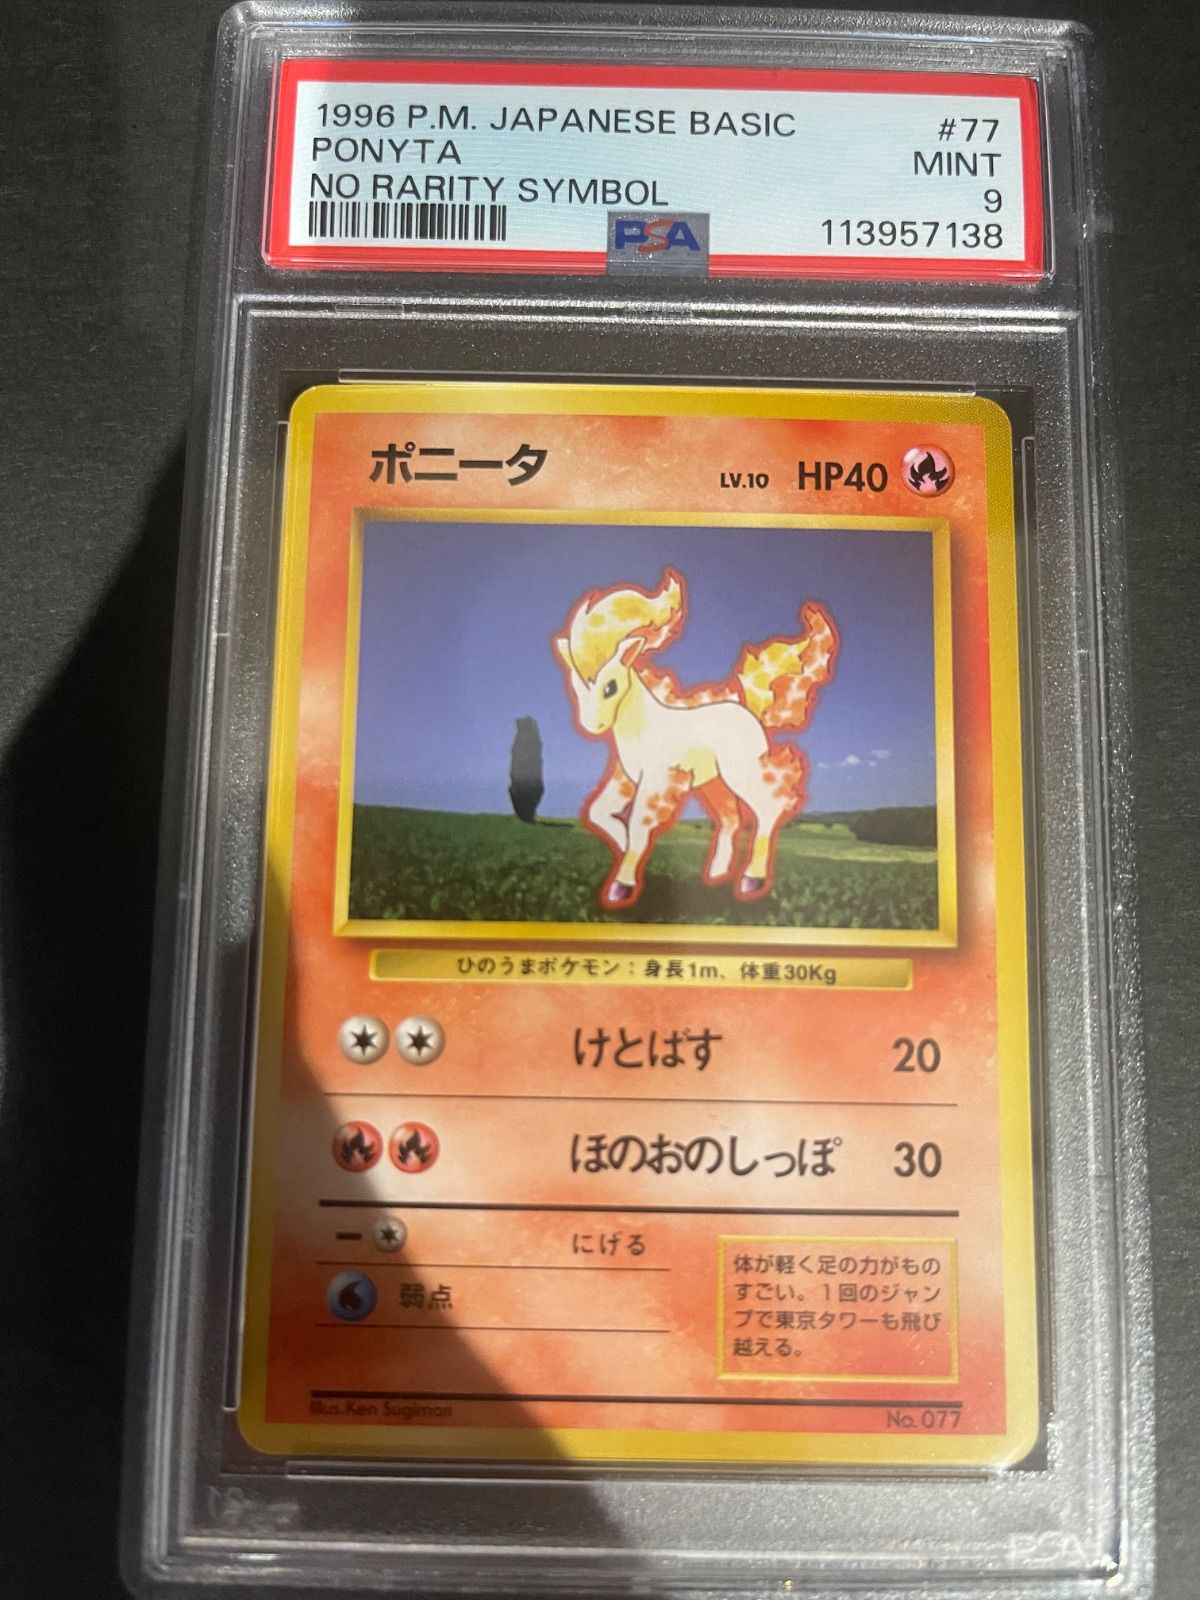 1996 P.M. JAPANESE BASIC #77
PONYTA MINT
NO RARITY SYMBOL 9
PSA 113957138
ポニータ LV.10 HP40
ひのうまポケモン：身長1m、体重30Kg
けとばす 20
ほのおのしっぽ 30
− にげる
弱点
体が軽く足の力がもの
すごい。1回のジャン
プで東京タワーも飛び
越える。
Illus. Ken Sugimori No. 077
PSA